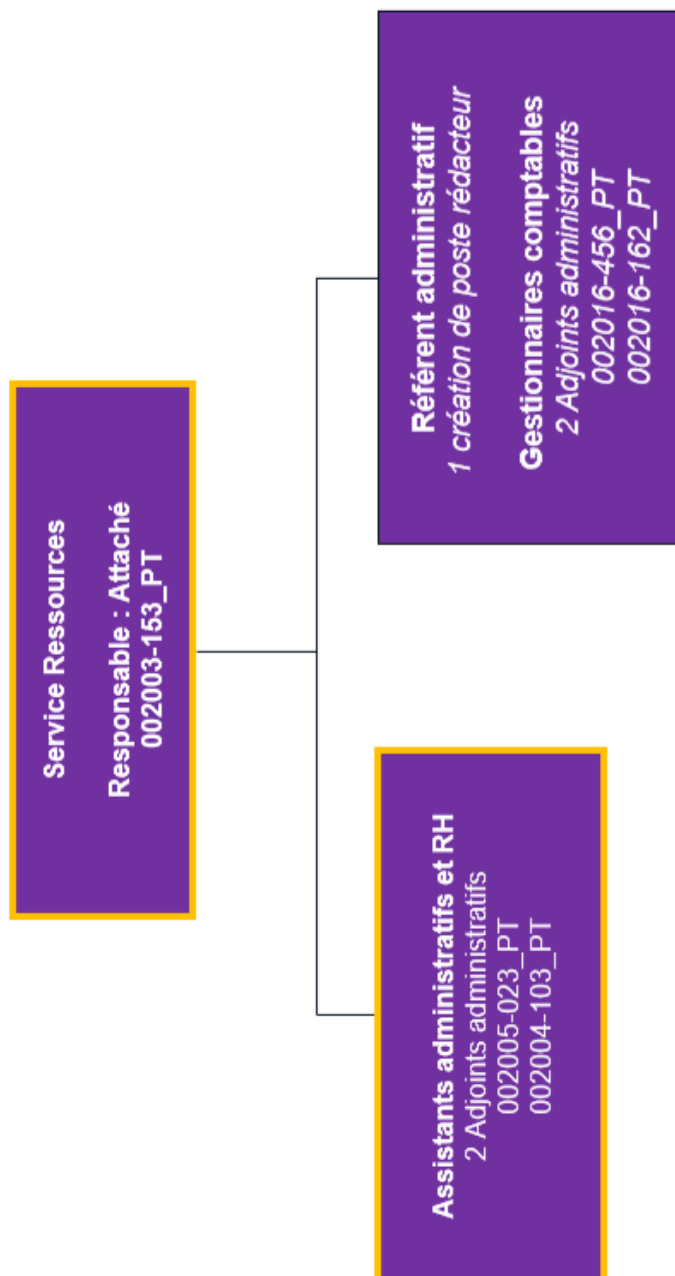 Service Ressources
Responsable : Attaché
002003-153_PT
Assistants administratifs et RH
2 Adjoints administratifs
002005-023_PT
002004-103_PT
Référent administratif
1 création de poste rédacteur
Gestionnaires comptables
2 Adjoints administratifs
002016-456_PT
002016-162_PT